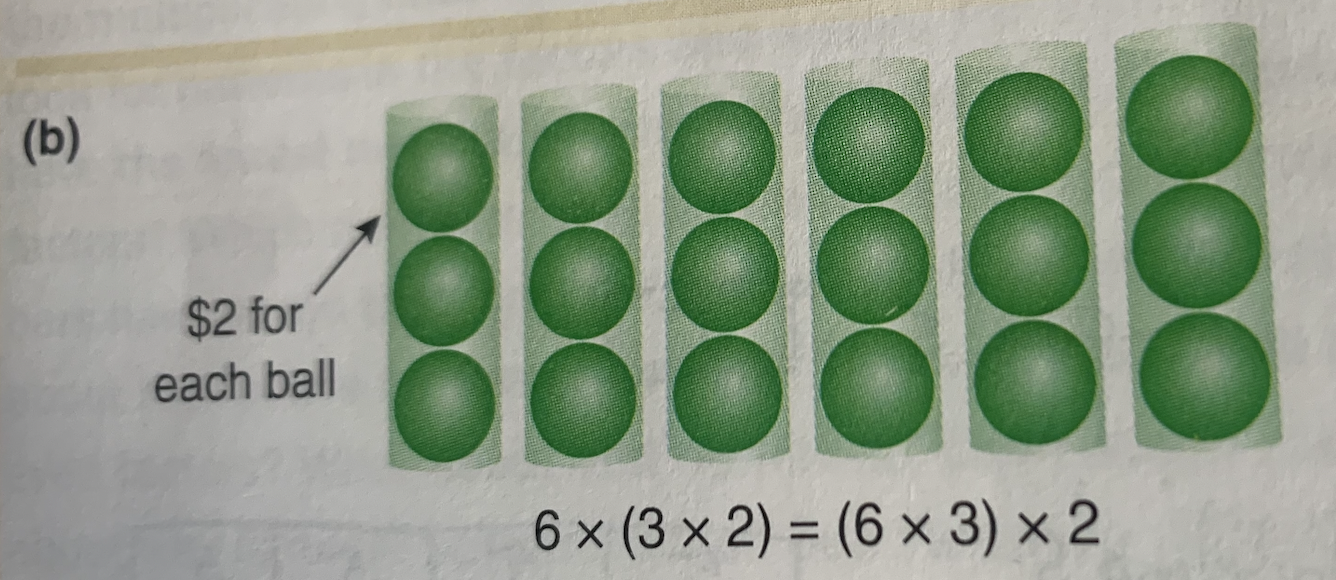 (b)
$2 for
each ball
6 × (3 × 2) = (6 × 3) × 2